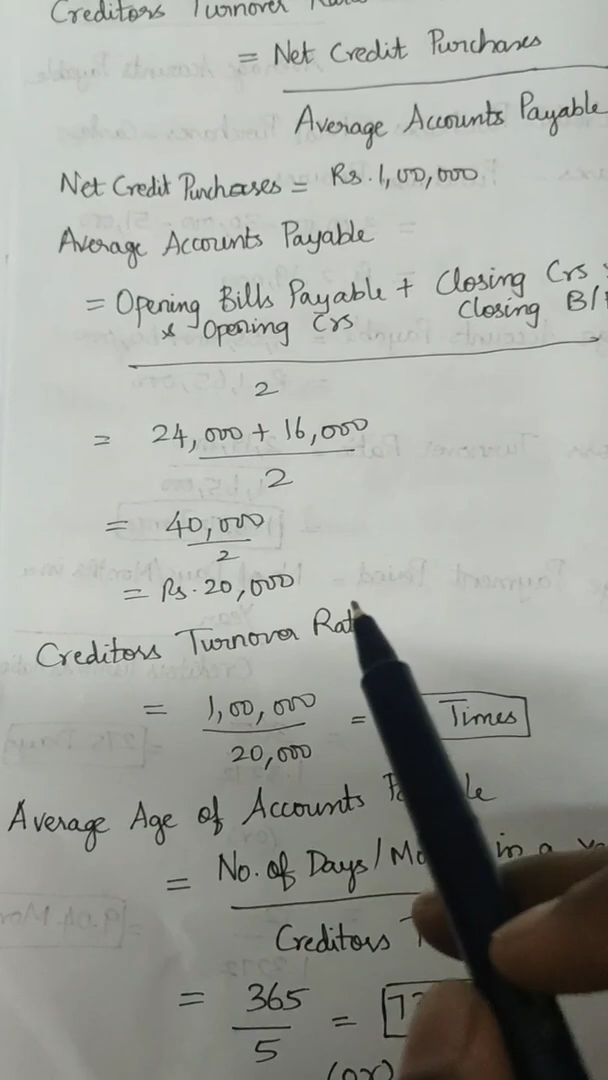 Creditors Turnover
= Net Credit Purchases
Average Accounts Payable
Net Credit Purchases = Rs. 1,00,000
Average Accounts Payable
= Opening Bills Payable + Closing Crs
* Opening Crs Closing B/
2
= 24,000 + 16,000
2
= 40,000
2
= Rs. 20,000
Creditors Turnover Rat
= 1,00,000 = Times
20,000
Average Age of Accounts
= No. of Days/Mo in a
Creditors
= 365 =
5
(or)